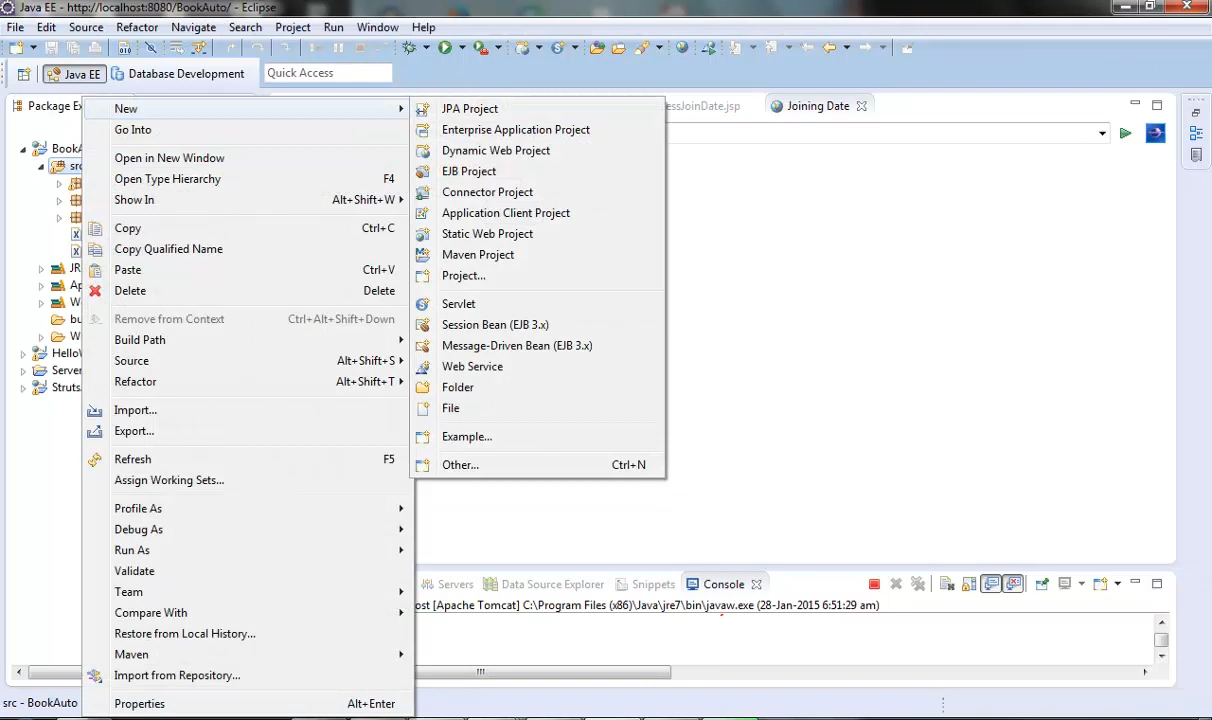 Java EE - http://localhost:8080/BookAuto/ - Eclipse
File Edit Source Refactor Navigate Search Project Run Window Help
Java EE Database Development Quick Access
Package Ex
essJoinDate.jsp Joining Date
BookA
src
JR
Ap
W
bu
W
Hello
Server
Struts
New
Go Into
Open in New Window
Open Type Hierarchy F4
Show In Alt+Shift+W
Copy Ctrl+C
Copy Qualified Name
Paste Ctrl+V
Delete Delete
Remove from Context Ctrl+Alt+Shift+Down
Build Path
Source Alt+Shift+S
Refactor Alt+Shift+T
Import...
Export...
Refresh F5
Assign Working Sets...
Profile As
Debug As
Run As
Validate
Team
Compare With
Restore from Local History...
Maven
Import from Repository...
Properties Alt+Enter
JPA Project
Enterprise Application Project
Dynamic Web Project
EJB Project
Connector Project
Application Client Project
Static Web Project
Maven Project
Project...
Servlet
Session Bean (EJB 3.x)
Message-Driven Bean (EJB 3.x)
Web Service
Folder
File
Example...
Other... Ctrl+N
Servers Data Source Explorer Snippets Console
ost [Apache Tomcat] C:\Program Files (x86)\Java\jre7\bin\javaw.exe (28-Jan-2015 6:51:29 am)
src - BookAuto